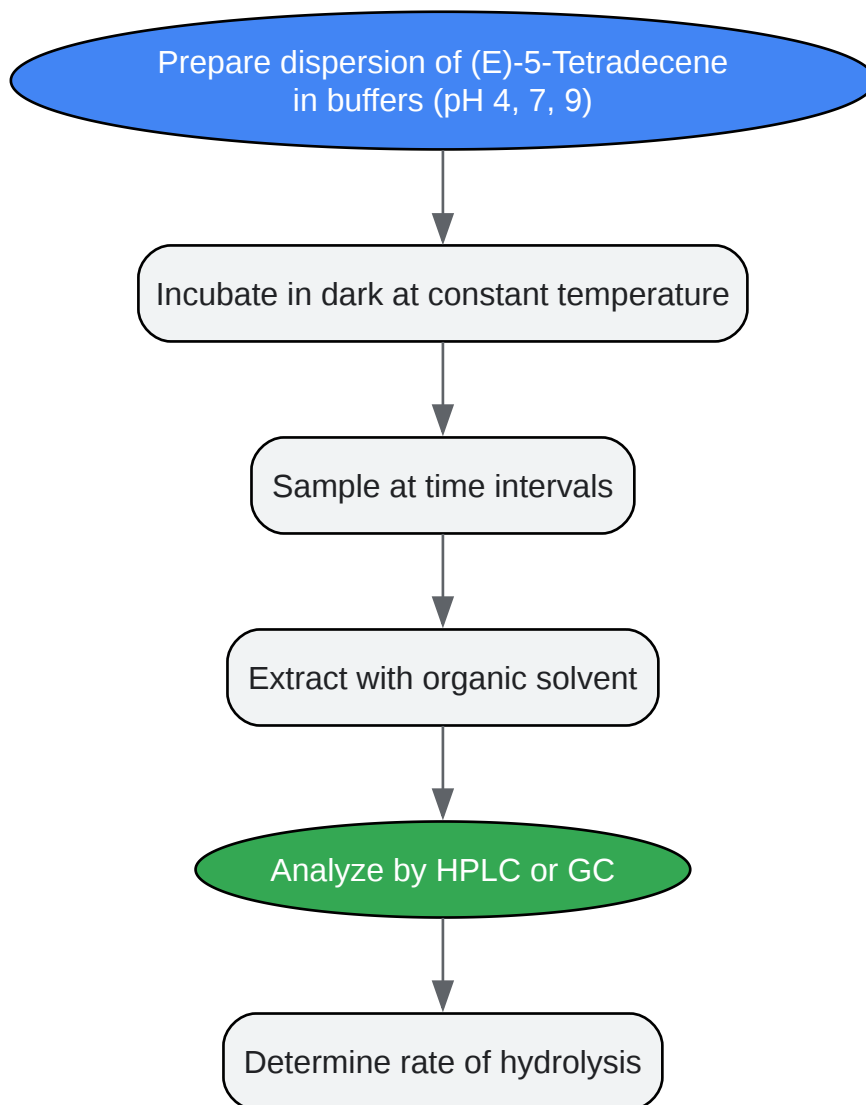 Prepare dispersion of (E)-5-Tetradecene
in buffers (pH 4, 7, 9)
Incubate in dark at constant temperature
Sample at time intervals
Extract with organic solvent
Analyze by HPLC or GC
Determine rate of hydrolysis